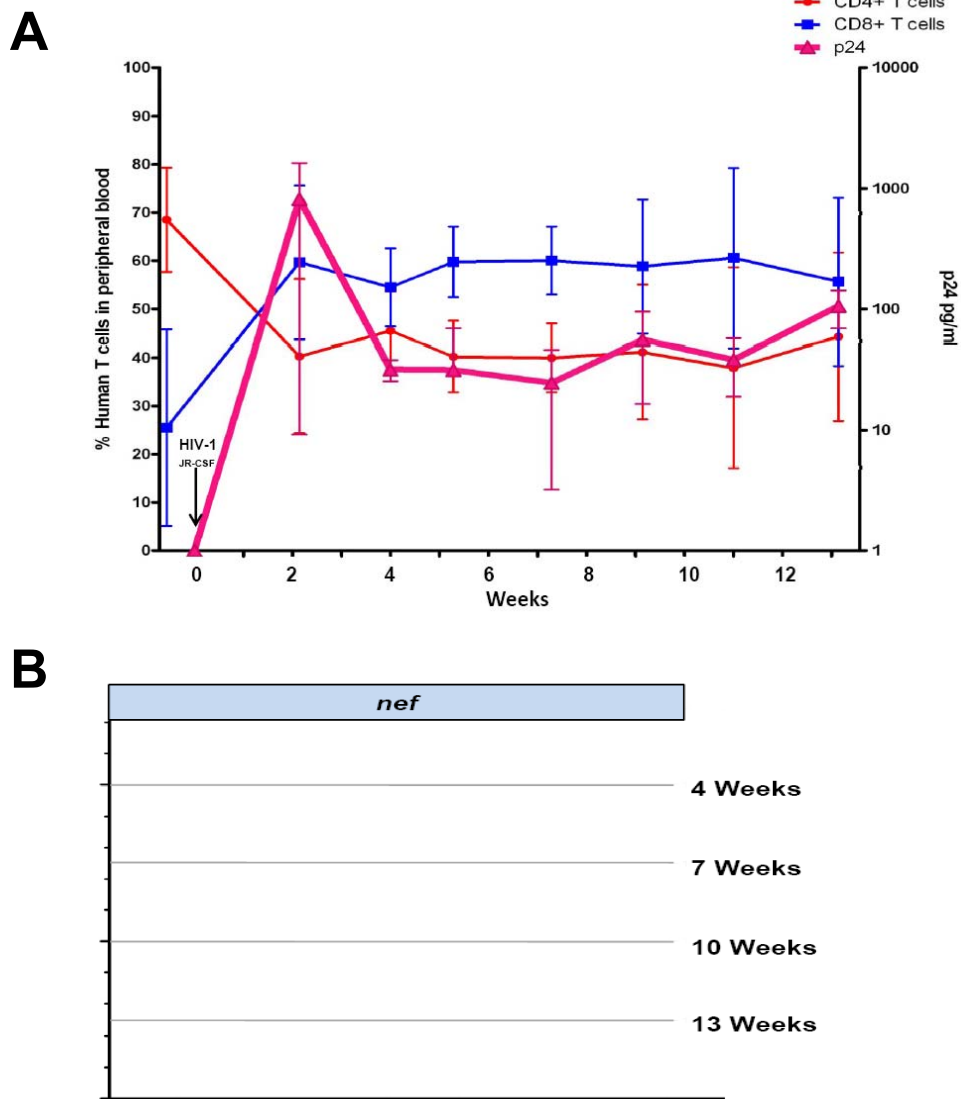 A
CD4+ T cells
CD8+ T cells
p24
% Human T cells in peripheral blood
100
90
80
70
60
50
40
30
20
10
0
10000
1000
100
10
1
p24 pg/ml
HIV-1
JR-CSF
0 2 4 6 8 10 12
Weeks
B
nef
4 Weeks
7 Weeks
10 Weeks
13 Weeks